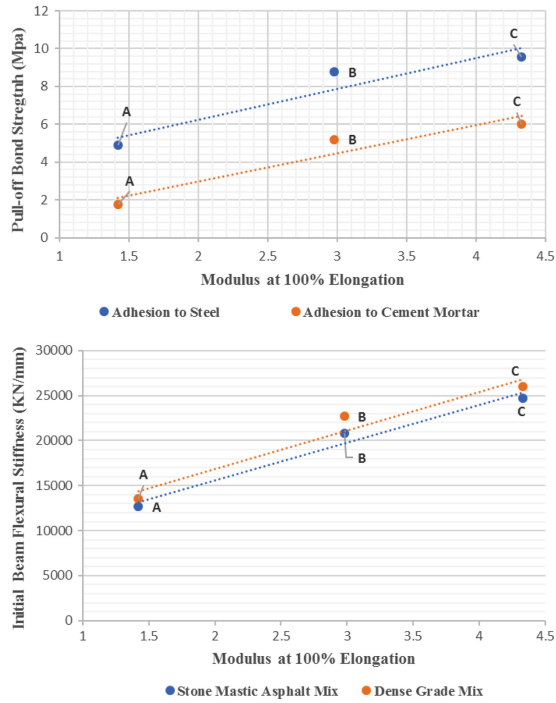 Pull-off Bond Stregtnh (Mpa)
12
10
8
6
4
2
0
A
B
C
A
B
C
1 1.5 2 2.5 3 3.5 4 4.5
Modulus at 100% Elongation
Adhesion to Steel Adhesion to Cement Mortar
Initial Beam Flexural Stiffness (KN/mm)
30000
25000
20000
15000
10000
5000
0
A
A
B
B
C
C
1 1.5 2 2.5 3 3.5 4 4.5
Modulus at 100% Elongation
Stone Mastic Asphalt Mix Dense Grade Mix